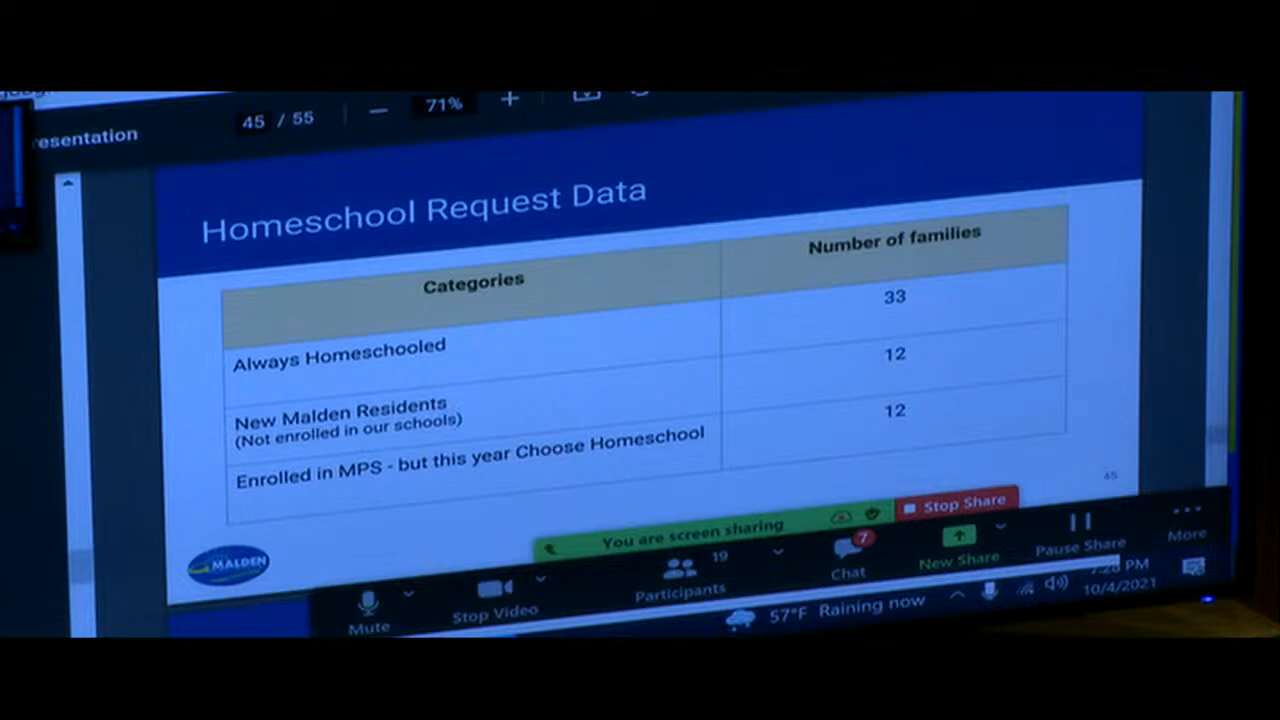 resentation
45 / 55
71%
Homeschool Request Data
Categories
Number of families
Always Homeschooled
33
New Malden Residents
(Not enrolled in our schools)
12
Enrolled in MPS - but this year Choose Homeschool
12
45
MALDEN
You are screen sharing
Stop Share
Mute
Stop Video
Participants
19
Chat
7
New Share
Pause Share
More
57°F Raining now
PM
10/4/2021